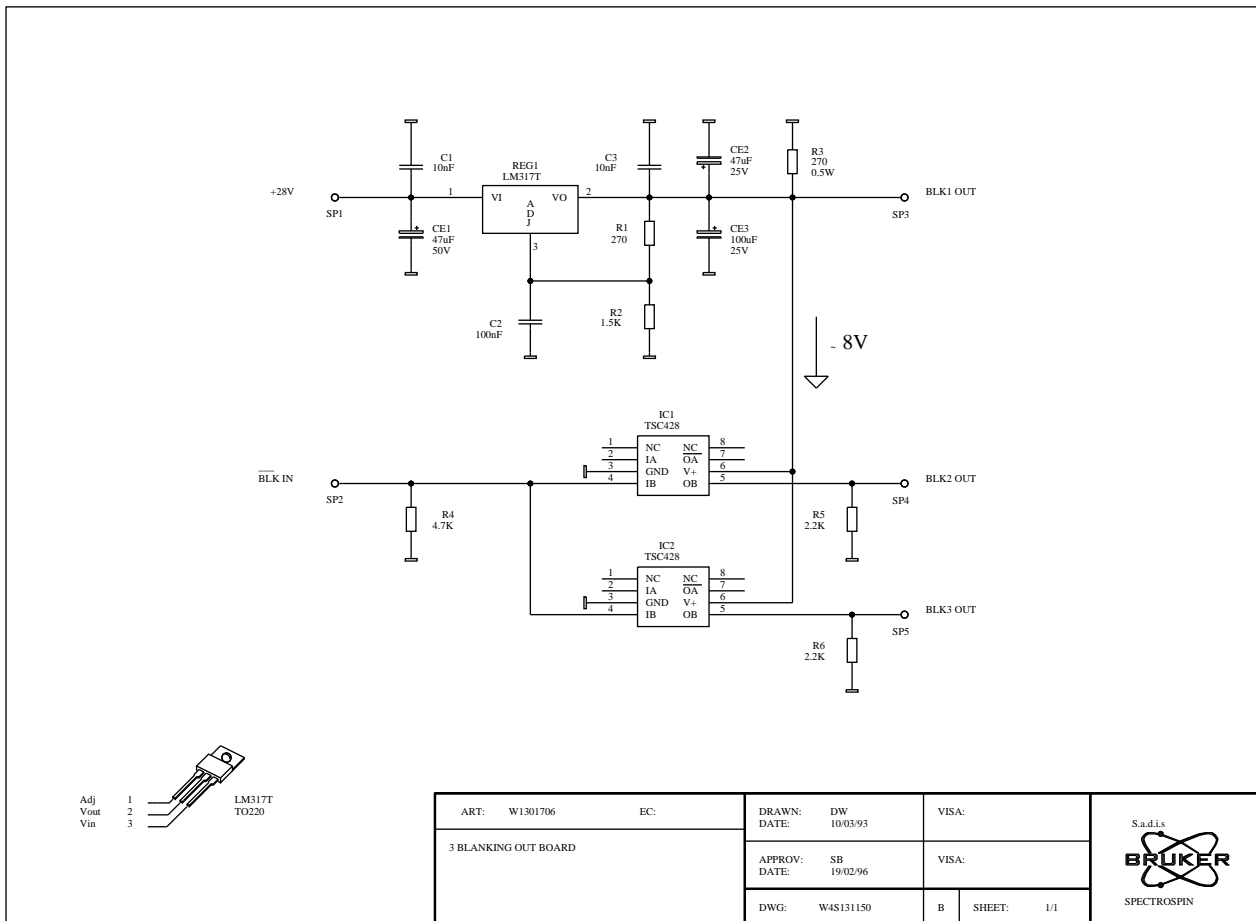 C1
10nF
C3
10nF
CE2
47uF
25V
R3
270
0.5W
REG1
LM317T
+28V
SP1
1
VI
A
D
J
VO
2
3
BLK1 OUT
SP3
CE1
47uF
50V
R1
270
CE3
100uF
25V
C2
100nF
R2
1.5K
~ 8V
IC1
TSC428
1 NC NC 8
2 IA OA 7
3 GND V+ 6
4 IB OB 5
BLK IN
SP2
BLK2 OUT
SP4
R4
4.7K
R5
2.2K
IC2
TSC428
1 NC NC 8
2 IA OA 7
3 GND V+ 6
4 IB OB 5
BLK3 OUT
SP5
R6
2.2K
Adj 1
Vout 2
Vin 3
LM317T
TO220
ART: W1301706 EC:
3 BLANKING OUT BOARD
DRAWN: DW
DATE: 10/03/93
VISA:
APPROV: SB
DATE: 19/02/96
VISA:
DWG: W4S131150
B
SHEET: 1/1
S.a.d.i.s
BRUKER
SPECTROSPIN